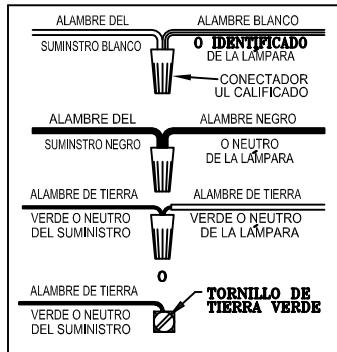 ALAMBRE DEL ALAMBRE BLANCO
SUMINSTRO BLANCO O IDENTIFICADO
DE LA LAMPARA
CONECTADOR
UL CALIFICADO
ALAMBRE DEL ALAMBRE NEGRO
SUMINSTRO NEGRO O NEUTRO
DE LA LAMPARA
ALAMBRE DE TIERRA ALAMBRE DE TIERRA
VERDE O NEUTRO VERDE O NEUTRO
DEL SUMINISTRO DE LA LAMPARA
O
ALAMBRE DE TIERRA TORNILLO DE
VERDE O NEUTRO TIERRA VERDE
DEL SUMINISTRO